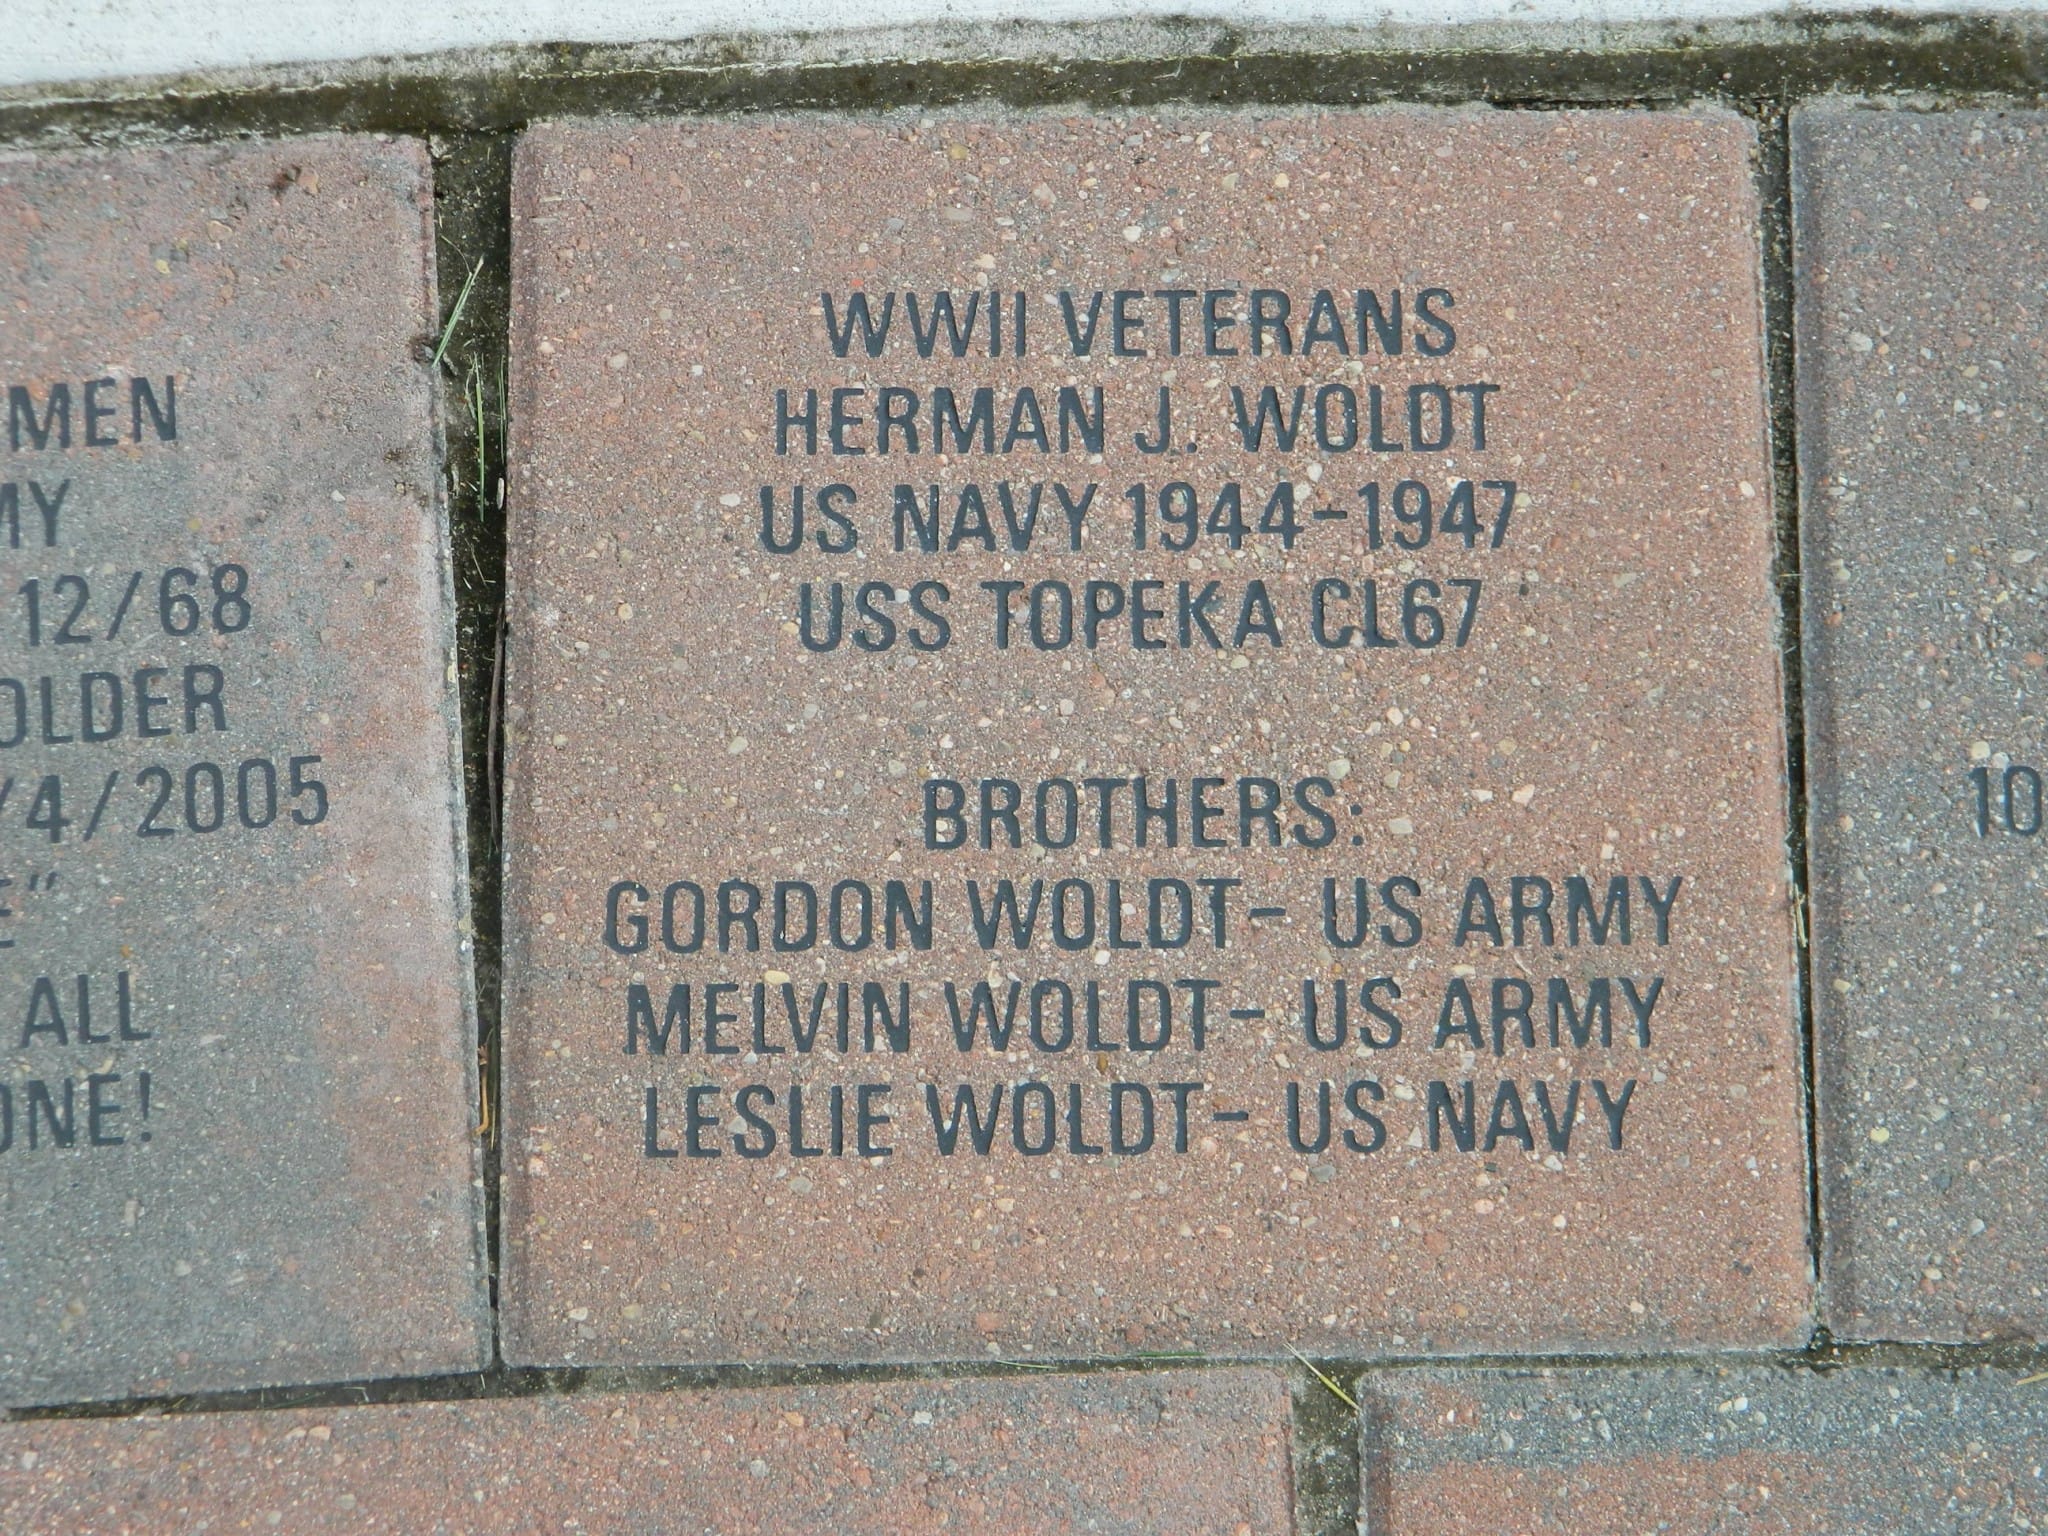 WWII VETERANS
HERMAN J. WOLDT
US NAVY 1944-1947
USS TOPEKA CL67
BROTHERS:
GORDON WOLDT- US ARMY
MELVIN WOLDT- US ARMY
LESLIE WOLDT- US NAVY
MEN
MY
12/68
OLDER
/4/2005
ALL
ONE!
10